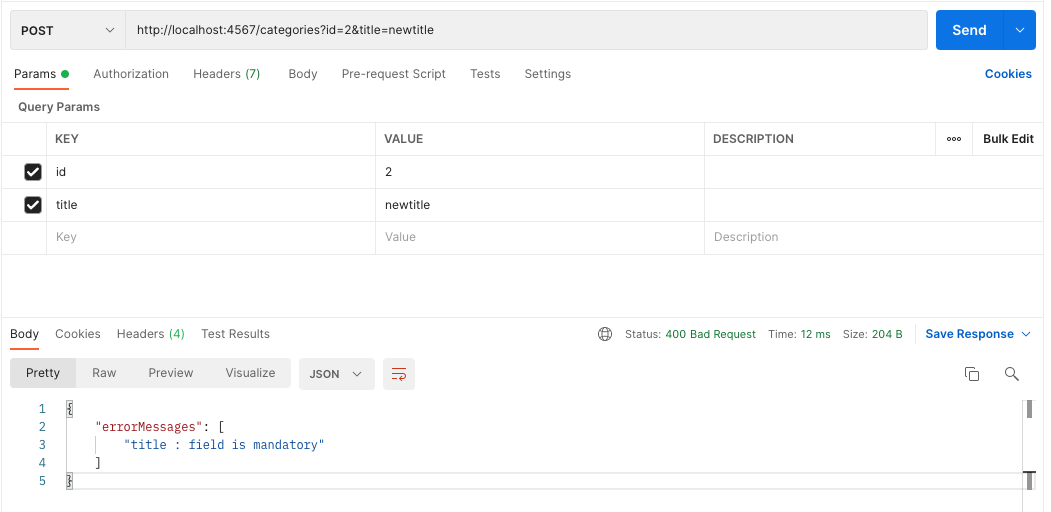 POST http://localhost:4567/categories?id=2&title=newtitle Send
Params Authorization Headers (7) Body Pre-request Script Tests Settings Cookies
Query Params
KEY VALUE DESCRIPTION Bulk Edit
id 2
title newtitle
Key Value Description
Body Cookies Headers (4) Test Results Status: 400 Bad Request Time: 12 ms Size: 204 B Save Response
Pretty Raw Preview Visualize JSON
1 {
2 "errorMessages": [
3 "title : field is mandatory"
4 ]
5 }